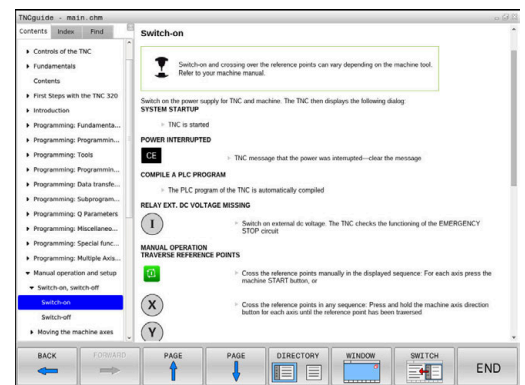 TNCguide - main.chm
Contents Index Find
Controls of the TNC
Fundamentals
Contents
First Steps with the TNC 320
Introduction
Programming: Fundamenta...
Programming: Programmin...
Programming: Tools
Programming: Programmin...
Programming: Data transfe...
Programming: Subprogram...
Programming: Q Parameters
Programming: Miscellaneo...
Programming: Special func...
Programming: Multiple Axis...
Manual operation and setup
Switch-on, switch-off
Switch-on
Switch-off
Moving the machine axes
Switch-on
Switch-on and crossing over the reference points can vary depending on the machine tool.
Refer to your machine manual.
Switch on the power supply for TNC and machine. The TNC then displays the following dialog:
SYSTEM STARTUP
TNC is started
POWER INTERRUPTED
CE
TNC message that the power was interrupted—clear the message
COMPILE A PLC PROGRAM
The PLC program of the TNC is automatically compiled
RELAY EXT. DC VOLTAGE MISSING
I
Switch on external dc voltage. The TNC checks the functioning of the EMERGENCY
STOP circuit
MANUAL OPERATION
TRAVERSE REFERENCE POINTS
Cross the reference points manually in the displayed sequence: For each axis press the
machine START button, or
X
Cross the reference points in any sequence: Press and hold the machine axis direction
button for each axis until the reference point has been traversed
Y
BACK FORWARD PAGE PAGE DIRECTORY WINDOW SWITCH END